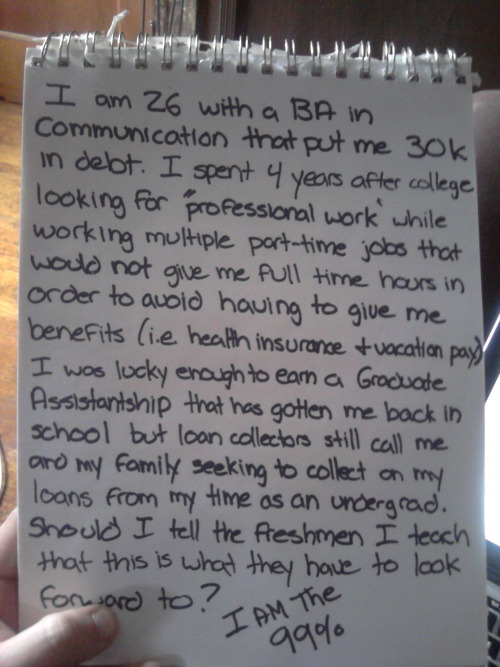 I am 26 with a BA in
Communication that put me 30k
in debt. I spent 4 years after college
looking for "professional work" while
working multiple part-time jobs that
would not give me full time hours in
order to avoid having to give me
benefits (i.e. health insurance + vacation pay)
I was lucky enough to earn a Graduate
Assistantship that has gotten me back in
school but loan collectors still call me
and my family seeking to collect on my
loans from my time as an undergrad.
Should I tell the freshmen I teach
that this is what they have to look
forward to?
I AM THE
99%